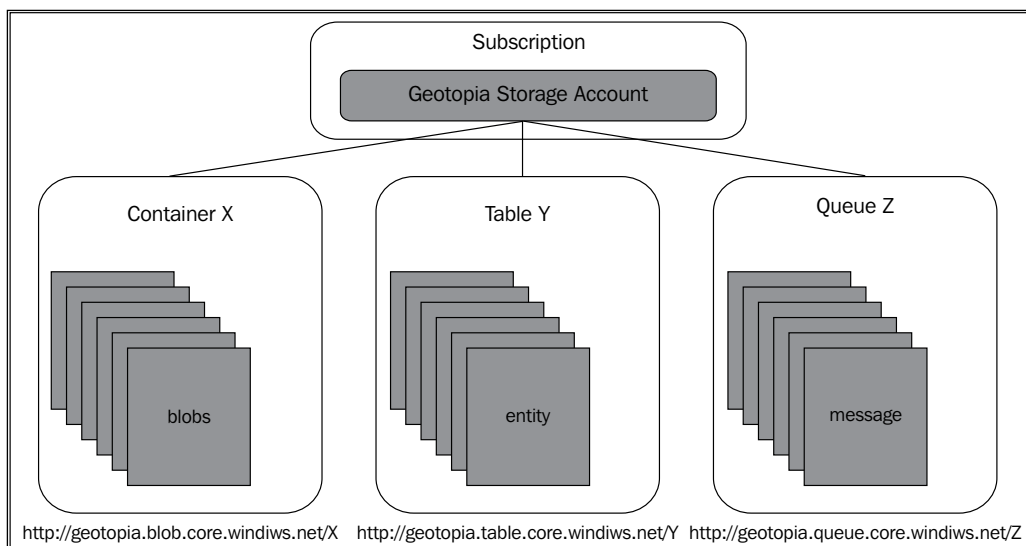 Subscription
Geotopia Storage Account
Container X
Table Y
Queue Z
blobs
entity
message
http://geotopia.blob.core.windiws.net/X
http://geotopia.table.core.windiws.net/Y
http://geotopia.queue.core.windiws.net/Z